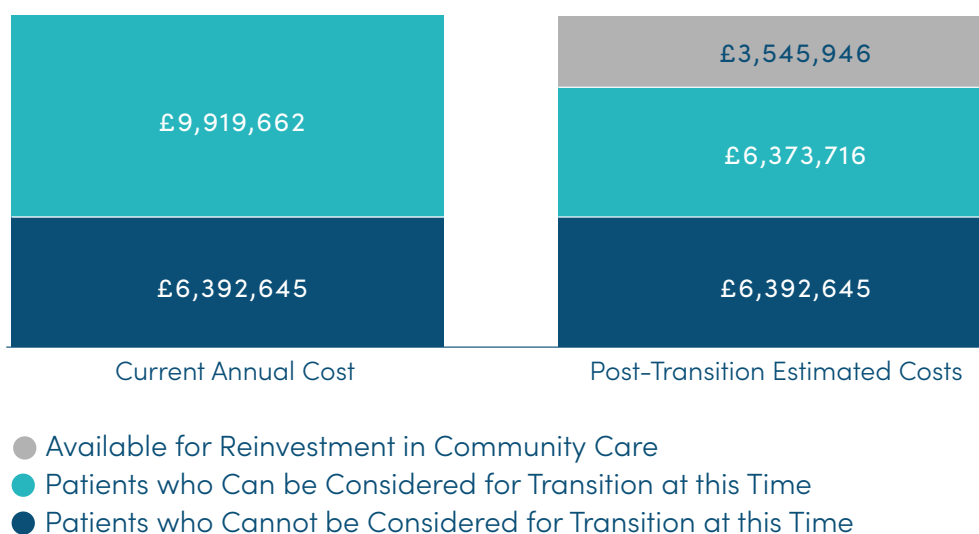 £3,545,946
£9,919,662
£6,373,716
£6,392,645
£6,392,645
Current Annual Cost
Post-Transition Estimated Costs
Available for Reinvestment in Community Care
Patients who Can be Considered for Transition at this Time
Patients who Cannot be Considered for Transition at this Time